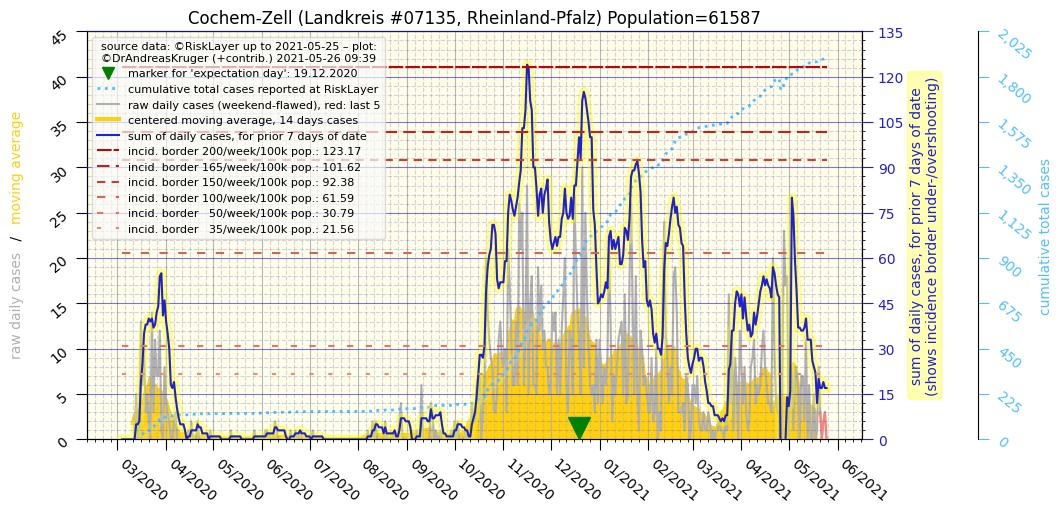 Cochem-Zell (Landkreis #07135, Rheinland-Pfalz) Population=61587
source data: ©RiskLayer up to 2021-05-25 – plot:
©DrAndreasKruger (+contrib.) 2021-05-26 09:39
marker for 'expectation day': 19.12.2020
cumulative total cases reported at RiskLayer
raw daily cases (weekend-flawed), red: last 5
centered moving average, 14 days cases
sum of daily cases, for prior 7 days of date
incid. border 200/week/100k pop.: 123.17
incid. border 165/week/100k pop.: 101.62
incid. border 150/week/100k pop.: 92.38
incid. border 100/week/100k pop.: 61.59
incid. border   50/week/100k pop.: 30.79
incid. border   35/week/100k pop.: 21.56
raw daily cases / moving average
45
40
35
30
25
20
15
10
5
0
03/2020
04/2020
05/2020
06/2020
07/2020
08/2020
09/2020
10/2020
11/2020
12/2020
01/2021
02/2021
03/2021
04/2021
05/2021
06/2021
135
120
105
90
75
60
45
30
15
0
sum of daily cases, for prior 7 days of date
(shows incidence border under-/overshooting)
2,025
1,800
1,575
1,350
1,125
900
675
450
225
0
cumulative total cases